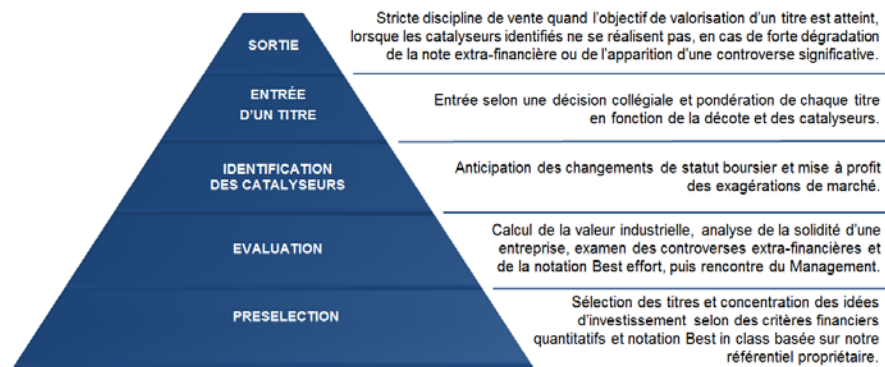 SORTIE
Stricte discipline de vente quand l'objectif de valorisation d'un titre est atteint,
lorsque les catalyseurs identifiés ne se réalisent pas, en cas de forte dégradation
de la note extra-financière ou de l'apparition d'une controverse significative.
ENTRÉE
D'UN TITRE
Entrée selon une décision collégiale et pondération de chaque titre
en fonction de la décote et des catalyseurs.
IDENTIFICATION
DES CATALYSEURS
Anticipation des changements de statut boursier et mise à profit
des exagérations de marché.
EVALUATION
Calcul de la valeur industrielle, analyse de la solidité d'une
entreprise, examen des controverses extra-financières et
de la notation Best effort, puis rencontre du Management.
PRESELECTION
Sélection des titres et concentration des idées
d'investissement selon des critères financiers
quantitatifs et notation Best in class basée sur notre
référentiel propriétaire.